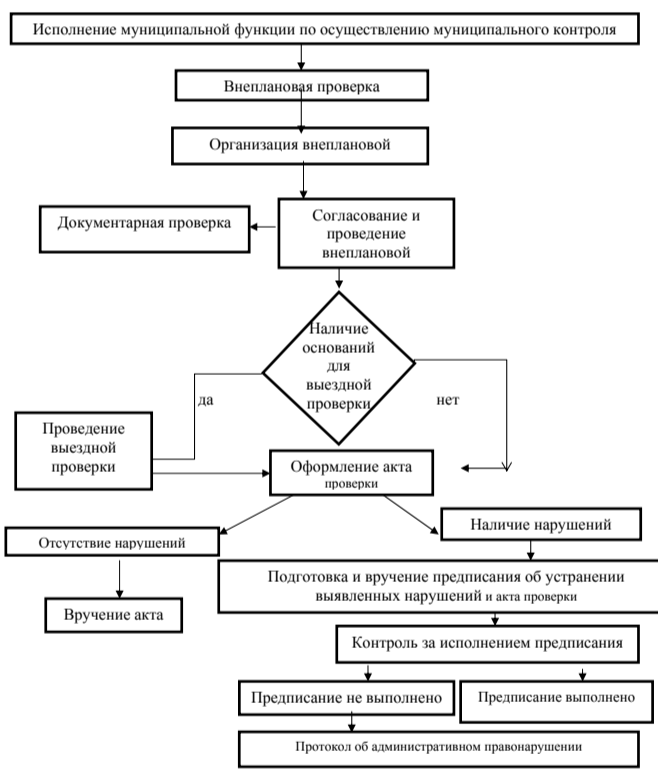 Исполнение муниципальной функции по осуществлению муниципального контроля
Внеплановая проверка
Организация внеплановой
Документарная проверка
Согласование и
проведение
внеплановой
Наличие
оснований
для
выездной
проверки
да
нет
Проведение
выездной
проверки
Оформление акта
проверки
Наличие нарушений
Отсутствие нарушений
Подготовка и вручение предписания об устранении
выявленных нарушений и акта проверки
Вручение акта
Контроль за исполнением предписания
Предписание не выполнено
Предписание выполнено
Протокол об административном правонарушении